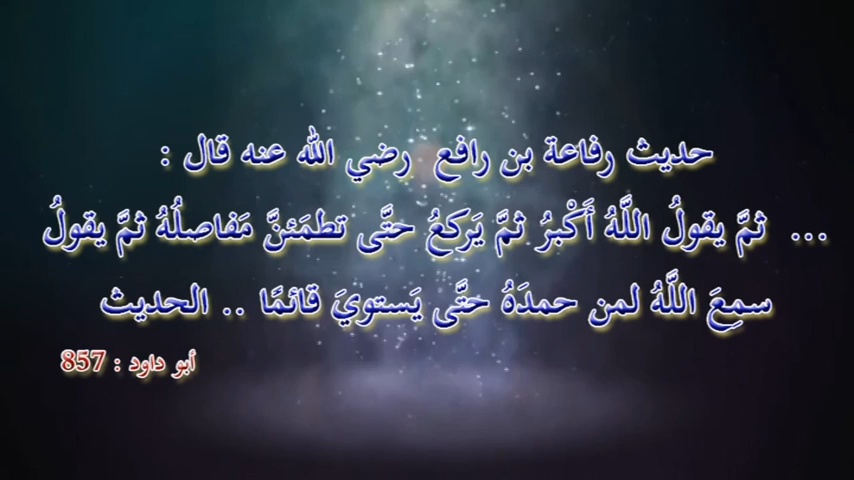 حديث رفاعة بن رافع رضي الله عنه قال :
... ثمَّ يقولُ اللَّهُ أَكْبرُ ثمَّ يَركعُ حتَّى تطمَئنَّ مَفاصلُهُ ثمَّ يقولُ
سمِعَ اللَّهُ لمن حمدَهُ حتَّى يَستويَ قائمًا .. الحديث
أبو داود : 857